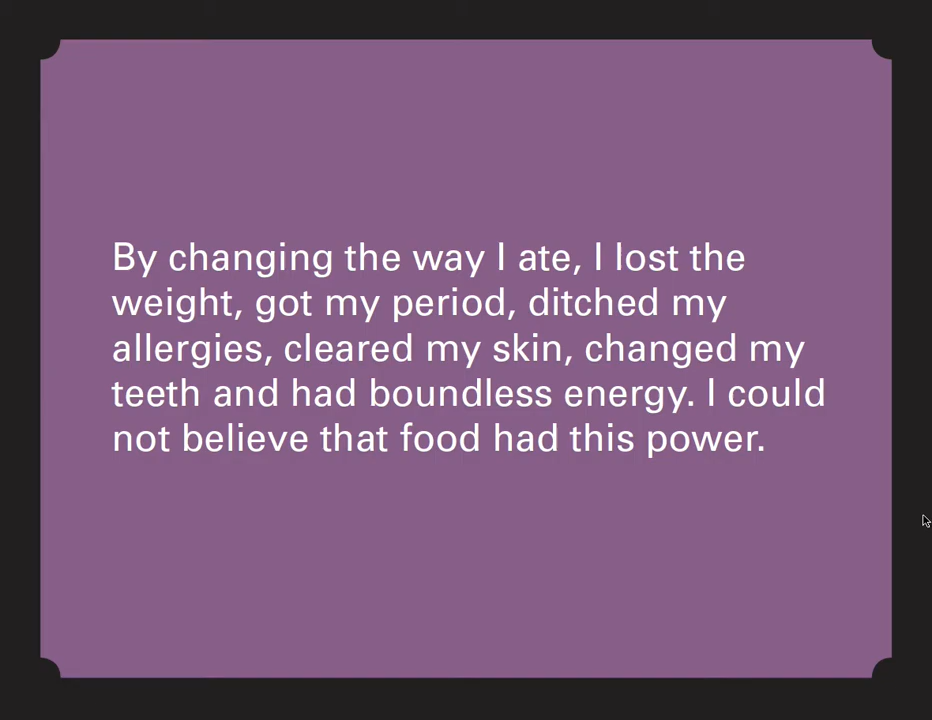 By changing the way I ate, I lost the
weight, got my period, ditched my
allergies, cleared my skin, changed my
teeth and had boundless energy. I could
not believe that food had this power.